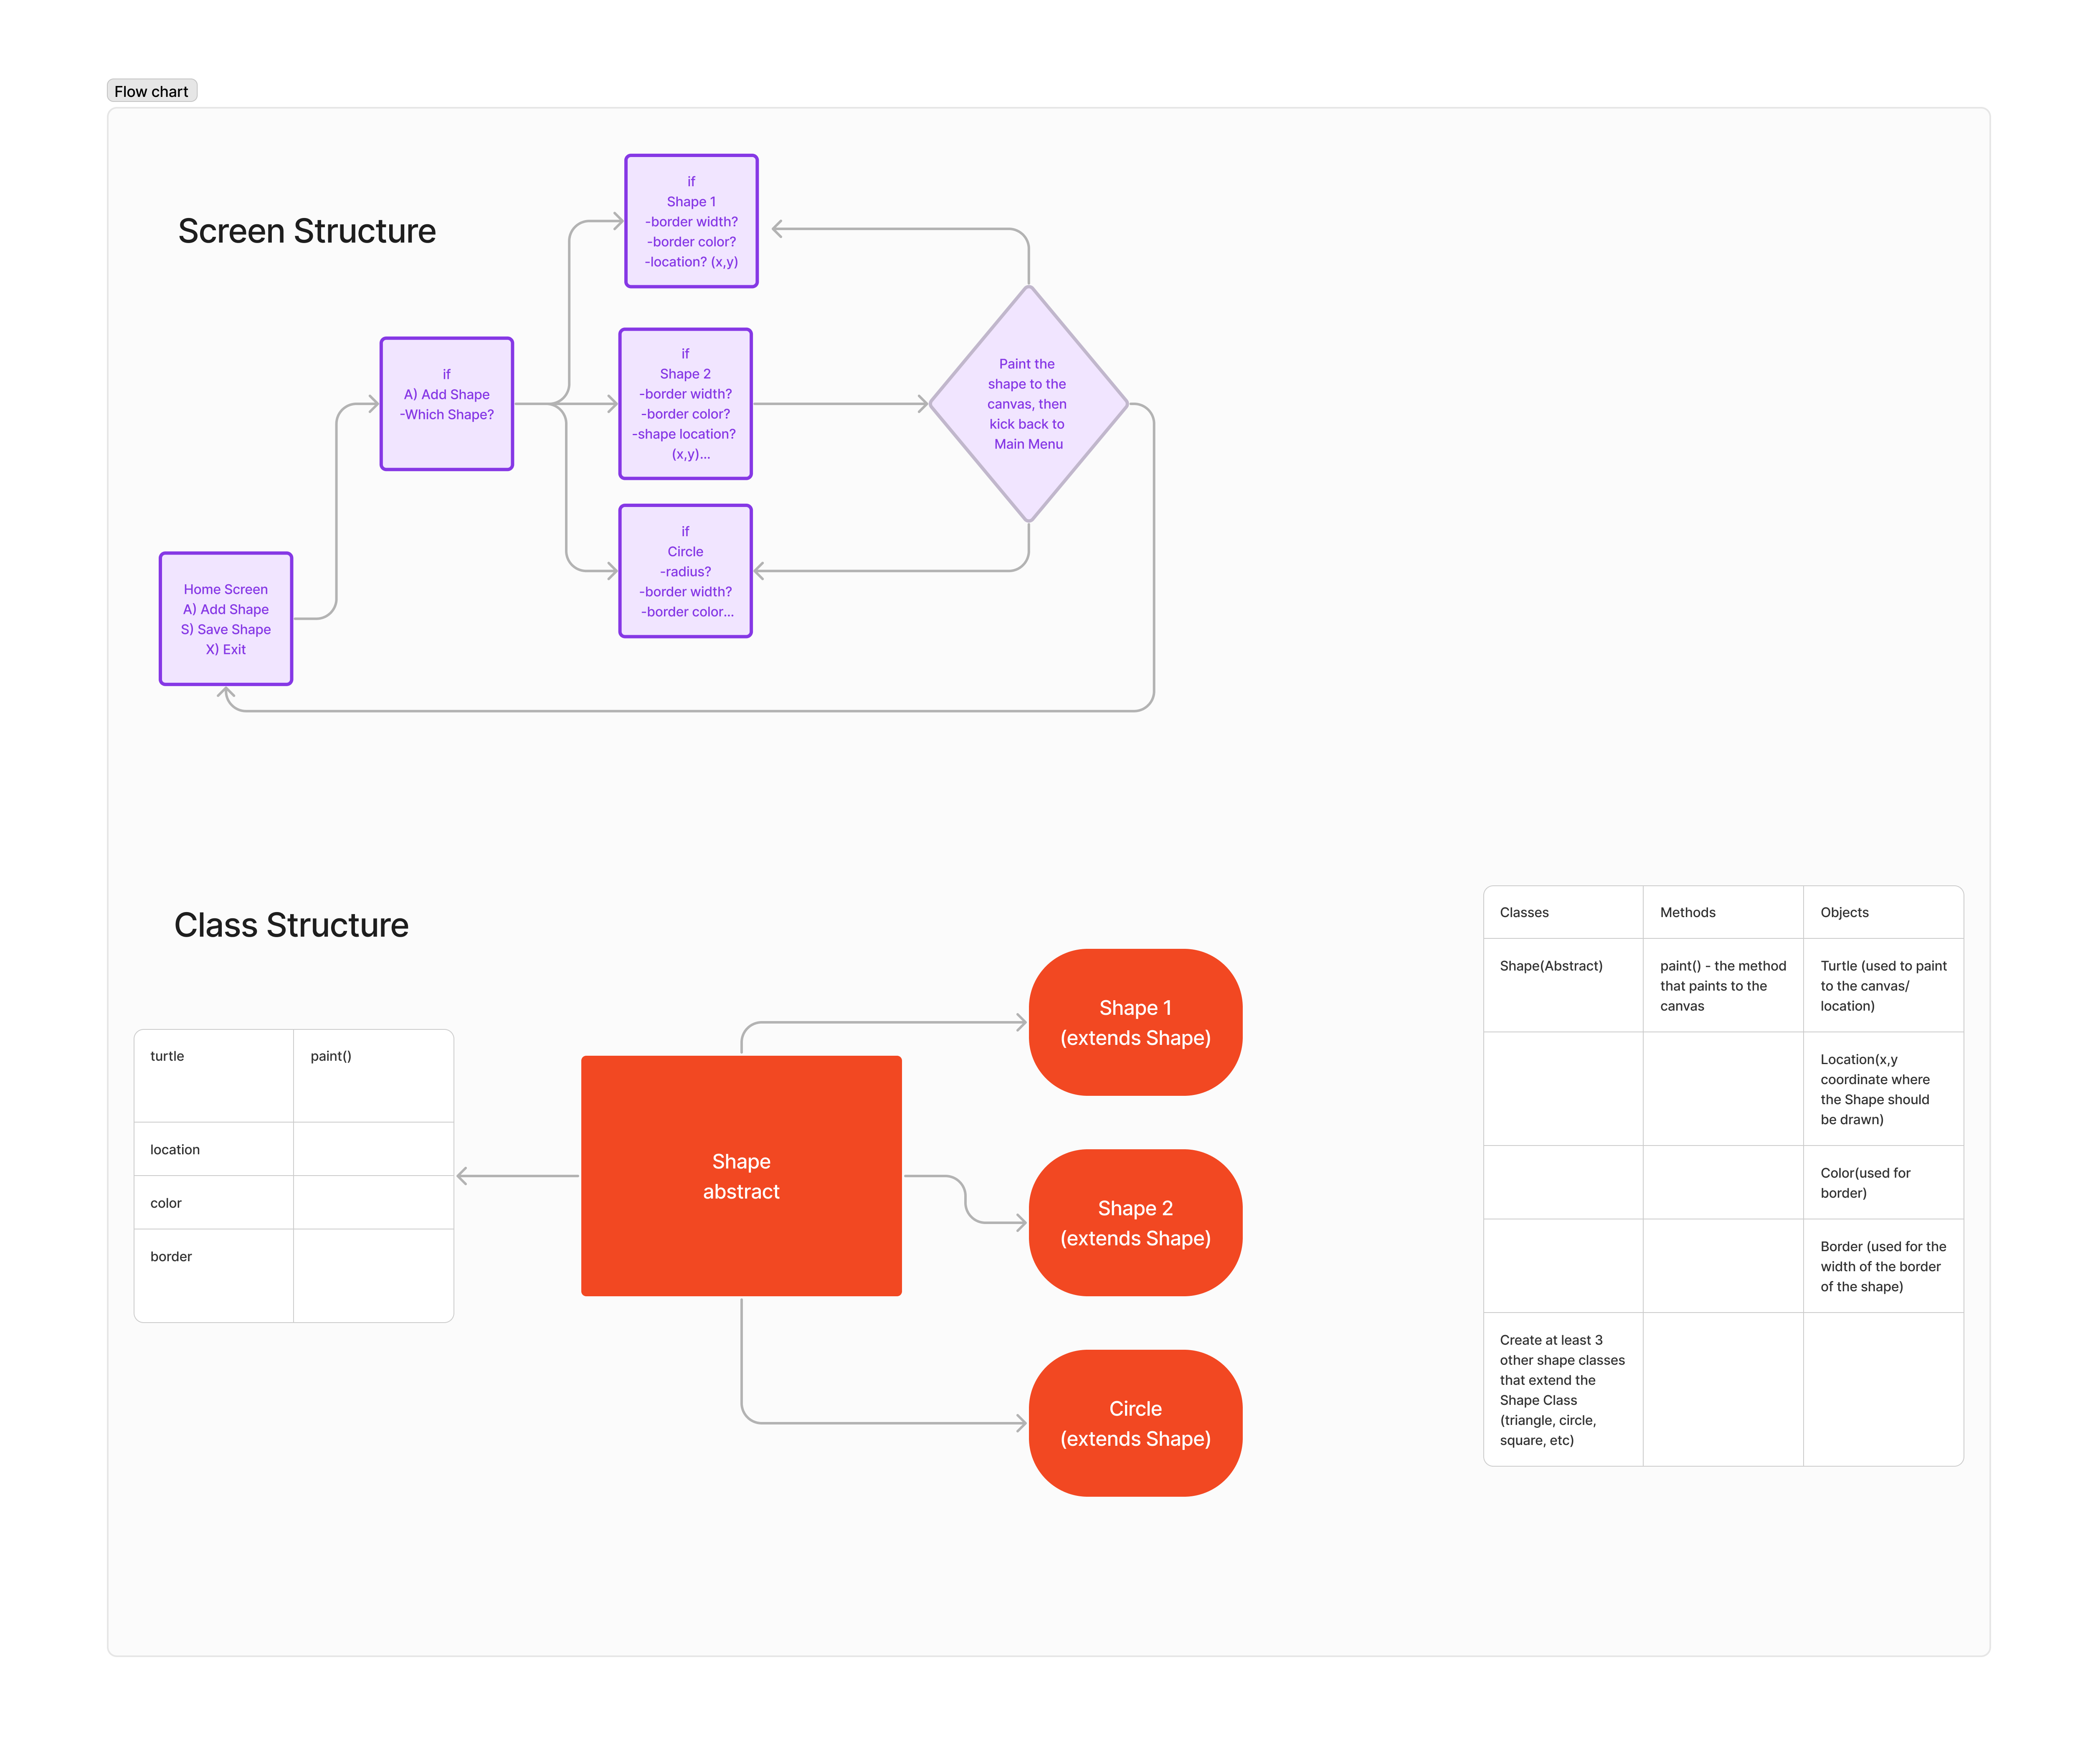 Flow chart
Screen Structure
if
Shape 1
-border width?
-border color?
-location? (x,y)
if
A) Add Shape
-Which Shape?
if
Shape 2
-border width?
-border color?
-shape location?
(x,y)...
Paint the
shape to the
canvas, then
kick back to
Main Menu
if
Circle
-radius?
-border width?
-border color...
Home Screen
A) Add Shape
S) Save Shape
X) Exit
Class Structure
turtle
paint()
location
color
border
Shape
abstract
Shape 1
(extends Shape)
Shape 2
(extends Shape)
Circle
(extends Shape)
Classes
Methods
Objects
Shape(Abstract)
paint() - the method
that paints to the
canvas
Turtle (used to paint
to the canvas/
location)
Location(x,y
coordinate where
the Shape should
be drawn)
Color(used for
border)
Border (used for the
width of the border
of the shape)
Create at least 3
other shape classes
that extend the
Shape Class
(triangle, circle,
square, etc)